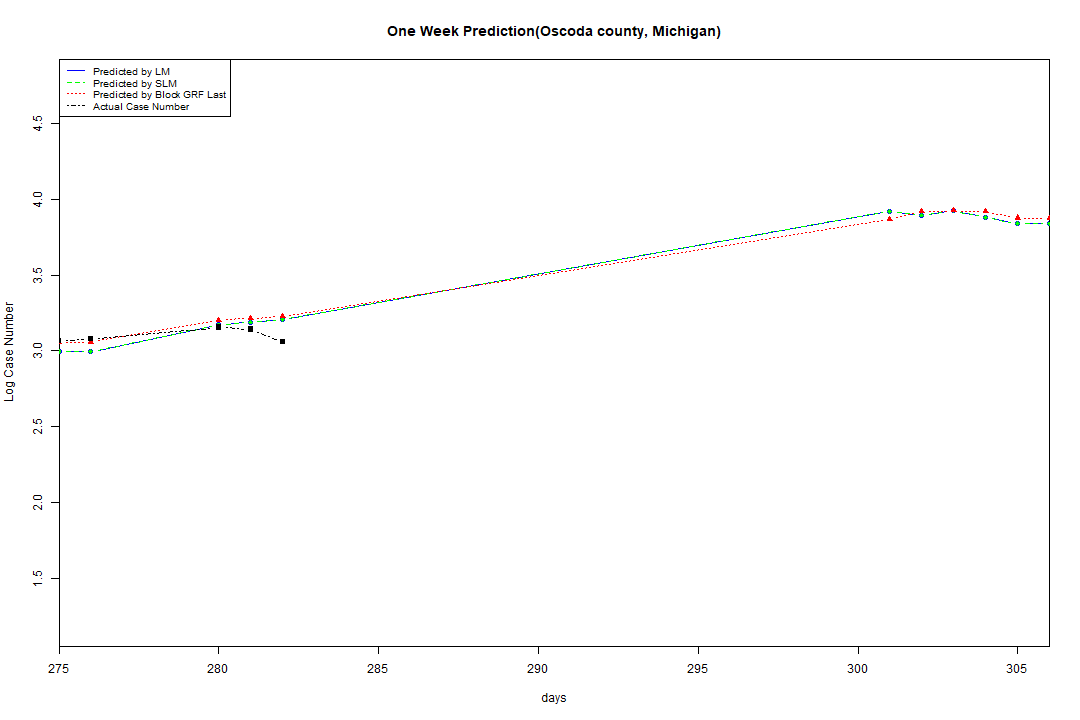 One Week Prediction(Oscoda county, Michigan)
Predicted by LM
Predicted by SLM
Predicted by Block GRF Last
Actual Case Number
Log Case Number
4.5
4.0
3.5
3.0
2.5
2.0
1.5
275 280 285 290 295 300 305
days